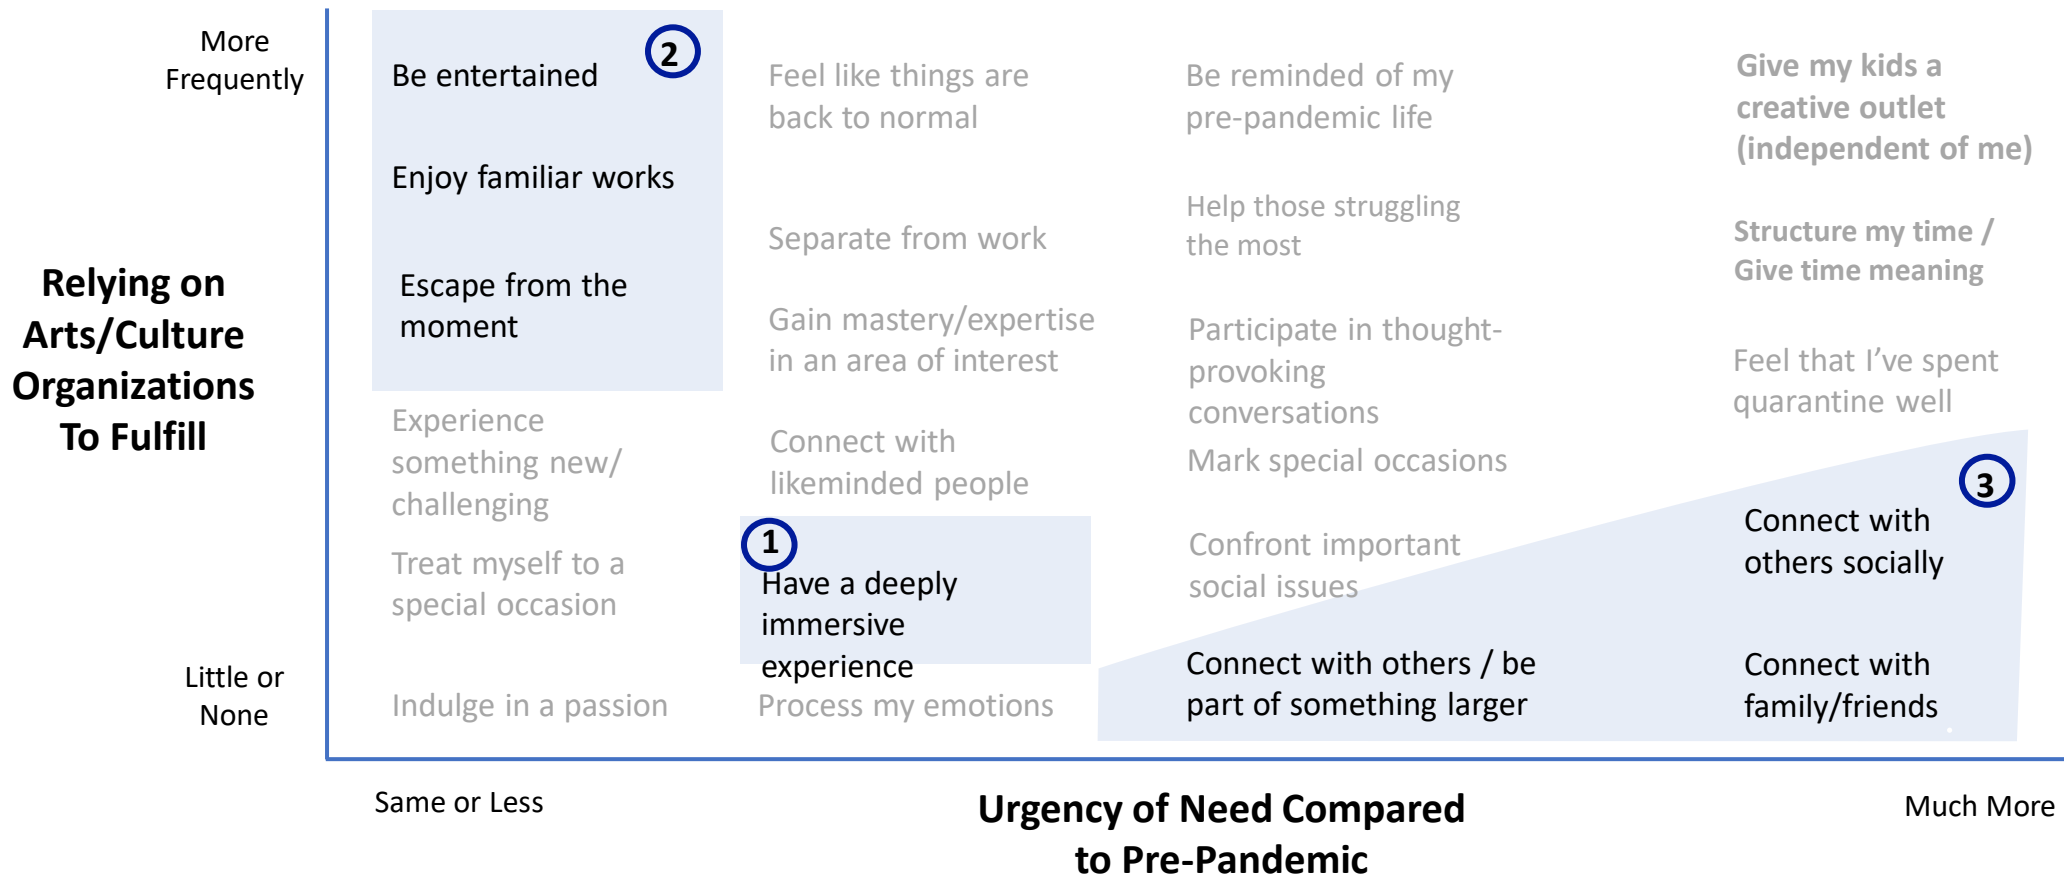 More
Frequently
Relying on
Arts/Culture
Organizations
To Fulfill
Little or
None
2
Be entertained
Enjoy familiar works
Escape from the
moment
Experience
something new/
challenging
Treat myself to a
special occasion
Indulge in a passion
Feel like things are
back to normal
Separate from work
Gain mastery/expertise
in an area of interest
Connect with
likeminded people
1
Have a deeply
immersive
experience
Process my emotions
Be reminded of my
pre-pandemic life
Help those struggling
the most
Participate in thought-
provoking
conversations
Mark special occasions
Confront important
social issues
Connect with others / be
part of something larger
Give my kids a
creative outlet
(independent of me)
Structure my time /
Give time meaning
Feel that I’ve spent
quarantine well
3
Connect with
others socially
Connect with
family/friends
Same or Less
Urgency of Need Compared
to Pre-Pandemic
Much More